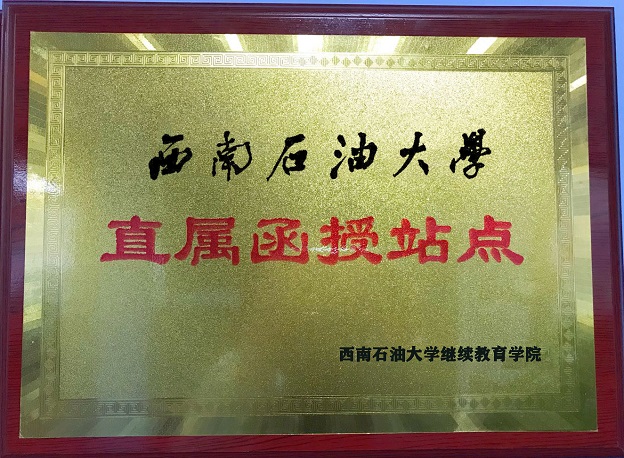 西南石油大學
直属函授站点
西南石油大学继续教育学院